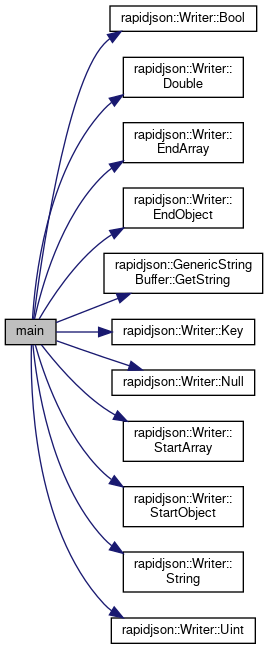 main
rapidjson::Writer::Bool
rapidjson::Writer::
Double
rapidjson::Writer::
EndArray
rapidjson::Writer::
EndObject
rapidjson::GenericString
Buffer::GetString
rapidjson::Writer::Key
rapidjson::Writer::Null
rapidjson::Writer::
StartArray
rapidjson::Writer::
StartObject
rapidjson::Writer::
String
rapidjson::Writer::Uint